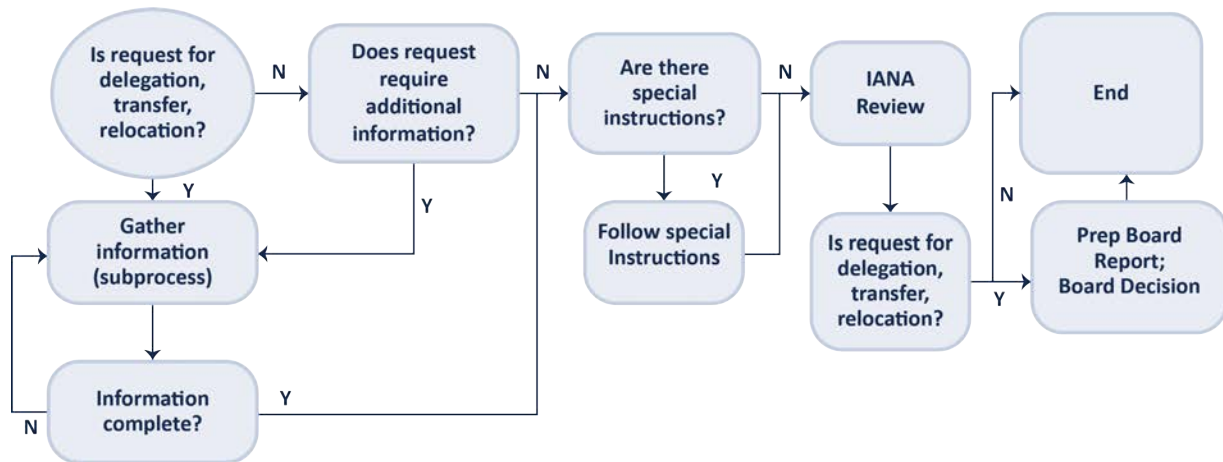 Is request for
delegation,
transfer,
relocation?
N
Does request
require
additional
information?
N
Are there
special
instructions?
N
IANA
Review
End
Y
Y
Y
N
Gather
information
(subprocess)
Follow special
Instructions
Is request for
delegation,
transfer,
relocation?
Y
Prep Board
Report;
Board Decision
Information
complete?
Y
N